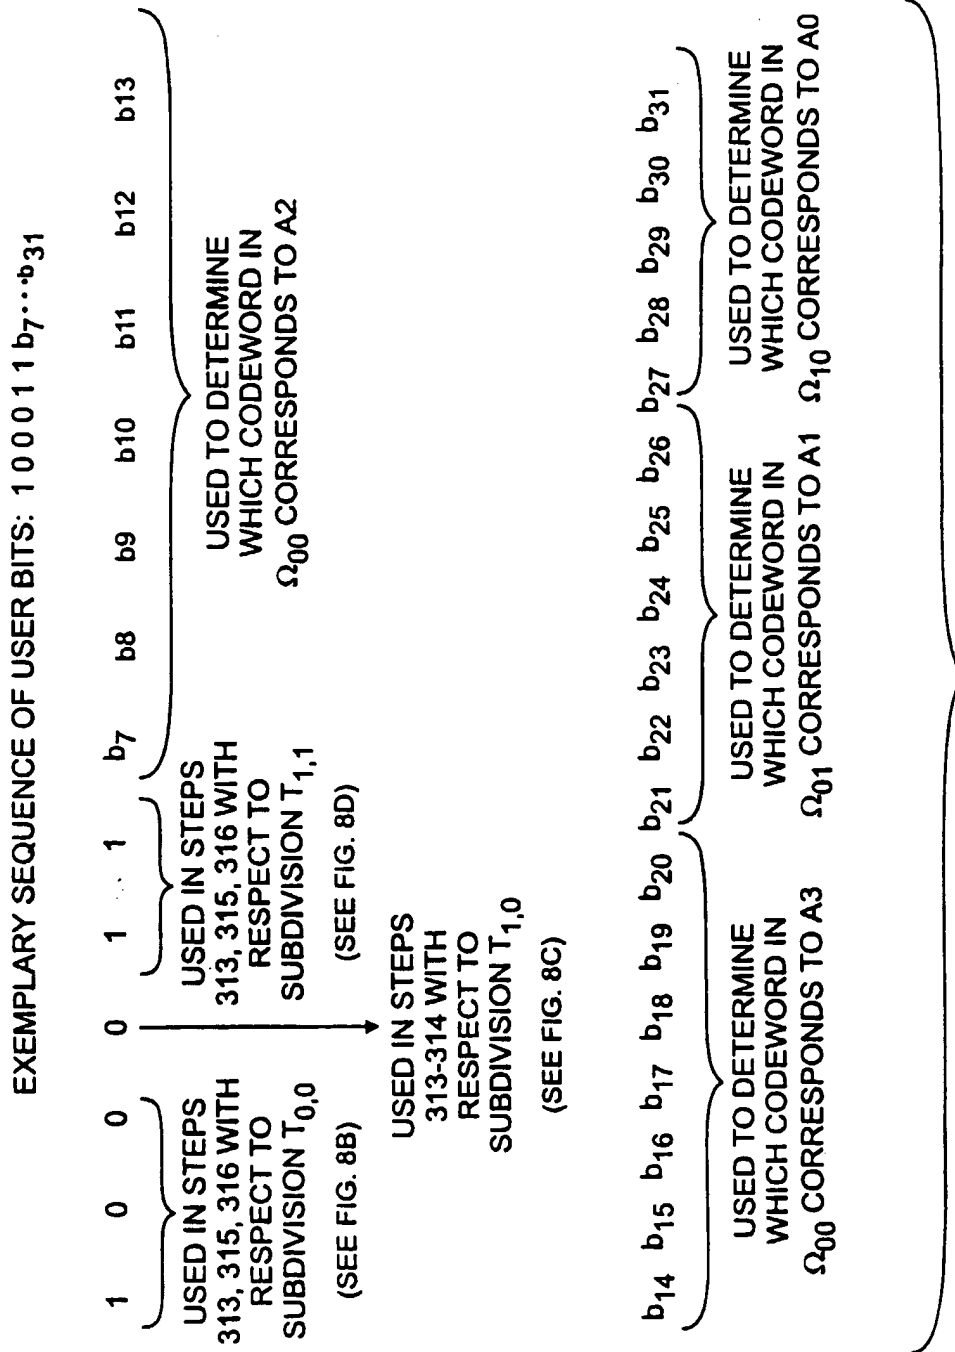 EXEMPLARY SEQUENCE OF USER BITS: 1 0 0 0 1 1 b7···b31
1 0 0 0 1 1 b7 b8 b9 b10 b11 b12 b13
USED IN STEPS
313, 315, 316 WITH
RESPECT TO
SUBDIVISION T0,0
(SEE FIG. 8B)
USED IN STEPS
313-314 WITH
RESPECT TO
SUBDIVISION T1,0
(SEE FIG. 8C)
USED IN STEPS
313, 315, 316 WITH
RESPECT TO
SUBDIVISION T1,1
(SEE FIG. 8D)
USED TO DETERMINE
WHICH CODEWORD IN
Ω00 CORRESPONDS TO A2
b14 b15 b16 b17 b18 b19 b20 b21 b22 b23 b24 b25 b26 b27 b28 b29 b30 b31
USED TO DETERMINE
WHICH CODEWORD IN
Ω00 CORRESPONDS TO A3
USED TO DETERMINE
WHICH CODEWORD IN
Ω01 CORRESPONDS TO A1
USED TO DETERMINE
WHICH CODEWORD IN
Ω10 CORRESPONDS TO A0